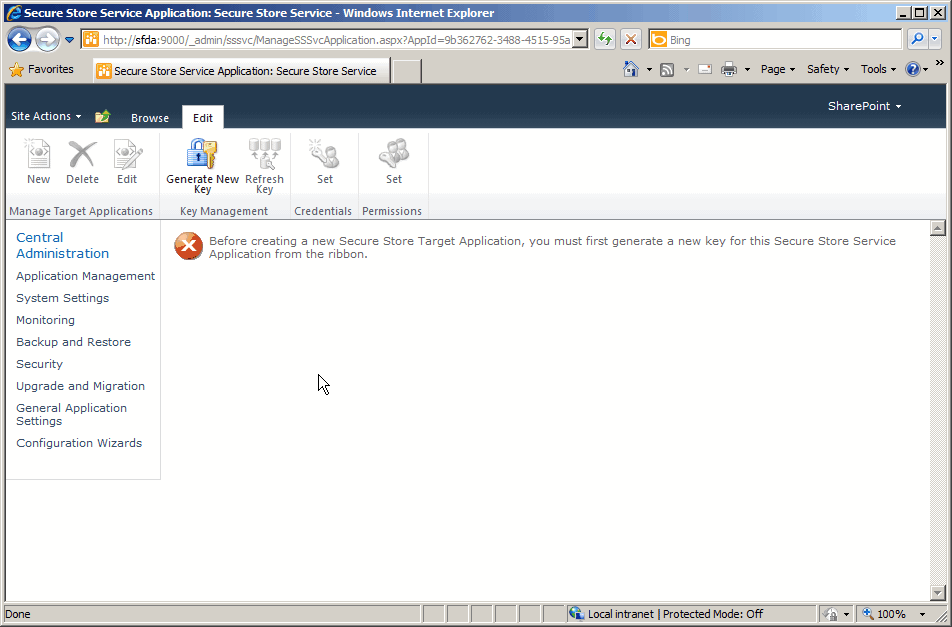 Secure Store Service Application: Secure Store Service - Windows Internet Explorer
http://sfda:9000/_admin/sssvc/ManageSSSvcApplication.aspx?AppId=9b362762-3488-4515-95a
Bing
Favorites
Secure Store Service Application: Secure Store Service
Page
Safety
Tools
»
SharePoint
Site Actions
Browse
Edit
New
Delete
Edit
Generate New
Key
Refresh
Key
Set
Set
Manage Target Applications
Key Management
Credentials
Permissions
Central
Administration
Application Management
System Settings
Monitoring
Backup and Restore
Security
Upgrade and Migration
General Application
Settings
Configuration Wizards
Before creating a new Secure Store Target Application, you must first generate a new key for this Secure Store Service
Application from the ribbon.
Done
Local intranet | Protected Mode: Off
100%